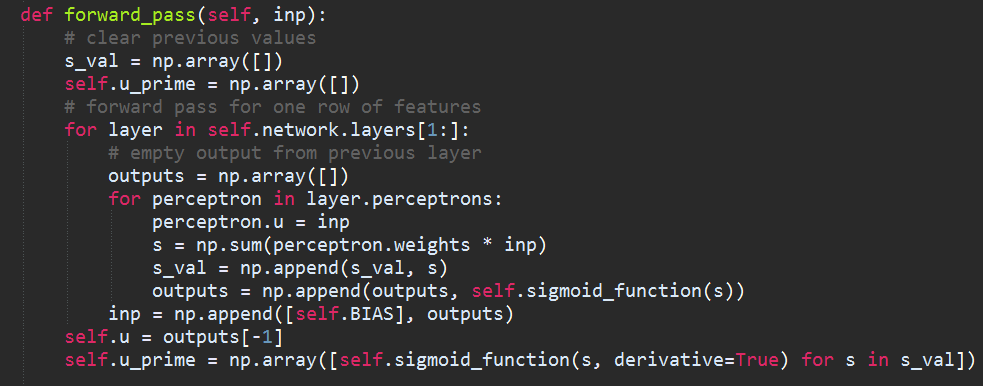 def forward_pass(self, inp):
    # clear previous values
    s_val = np.array([])
    self.u_prime = np.array([])
    # forward pass for one row of features
    for layer in self.network.layers[1:]:
        # empty output from previous layer
        outputs = np.array([])
        for perceptron in layer.perceptrons:
            perceptron.u = inp
            s = np.sum(perceptron.weights * inp)
            s_val = np.append(s_val, s)
            outputs = np.append(outputs, self.sigmoid_function(s))
        inp = np.append([self.BIAS], outputs)
    self.u = outputs[-1]
    self.u_prime = np.array([self.sigmoid_function(s, derivative=True) for s in s_val])